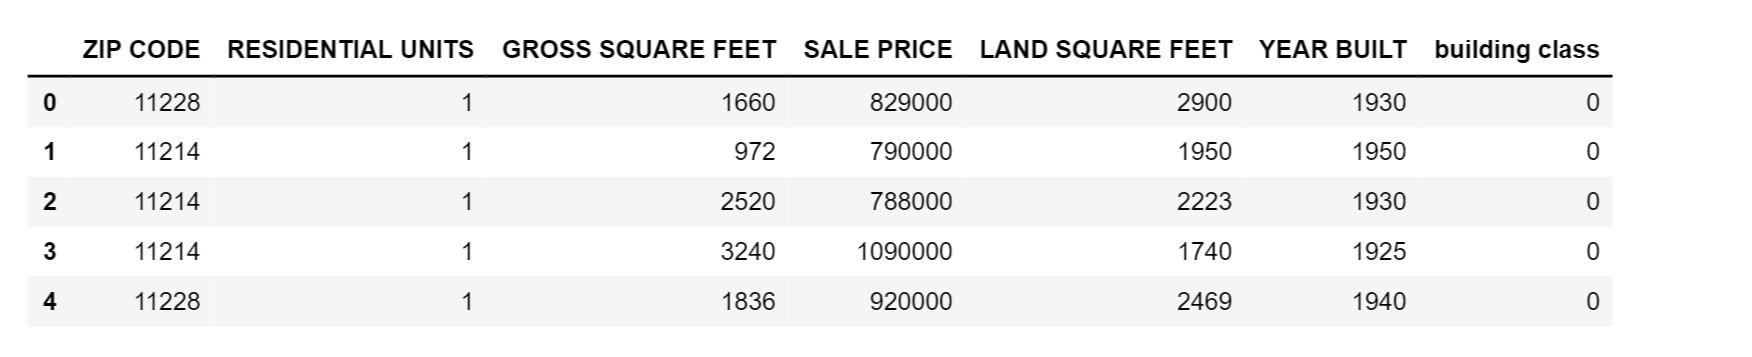 ZIP CODE RESIDENTIAL UNITS GROSS SQUARE FEET SALE PRICE LAND SQUARE FEET YEAR BUILT building class
0 11228 1 1660 829000 2900 1930 0
1 11214 1 972 790000 1950 1950 0
2 11214 1 2520 788000 2223 1930 0
3 11214 1 3240 1090000 1740 1925 0
4 11228 1 1836 920000 2469 1940 0